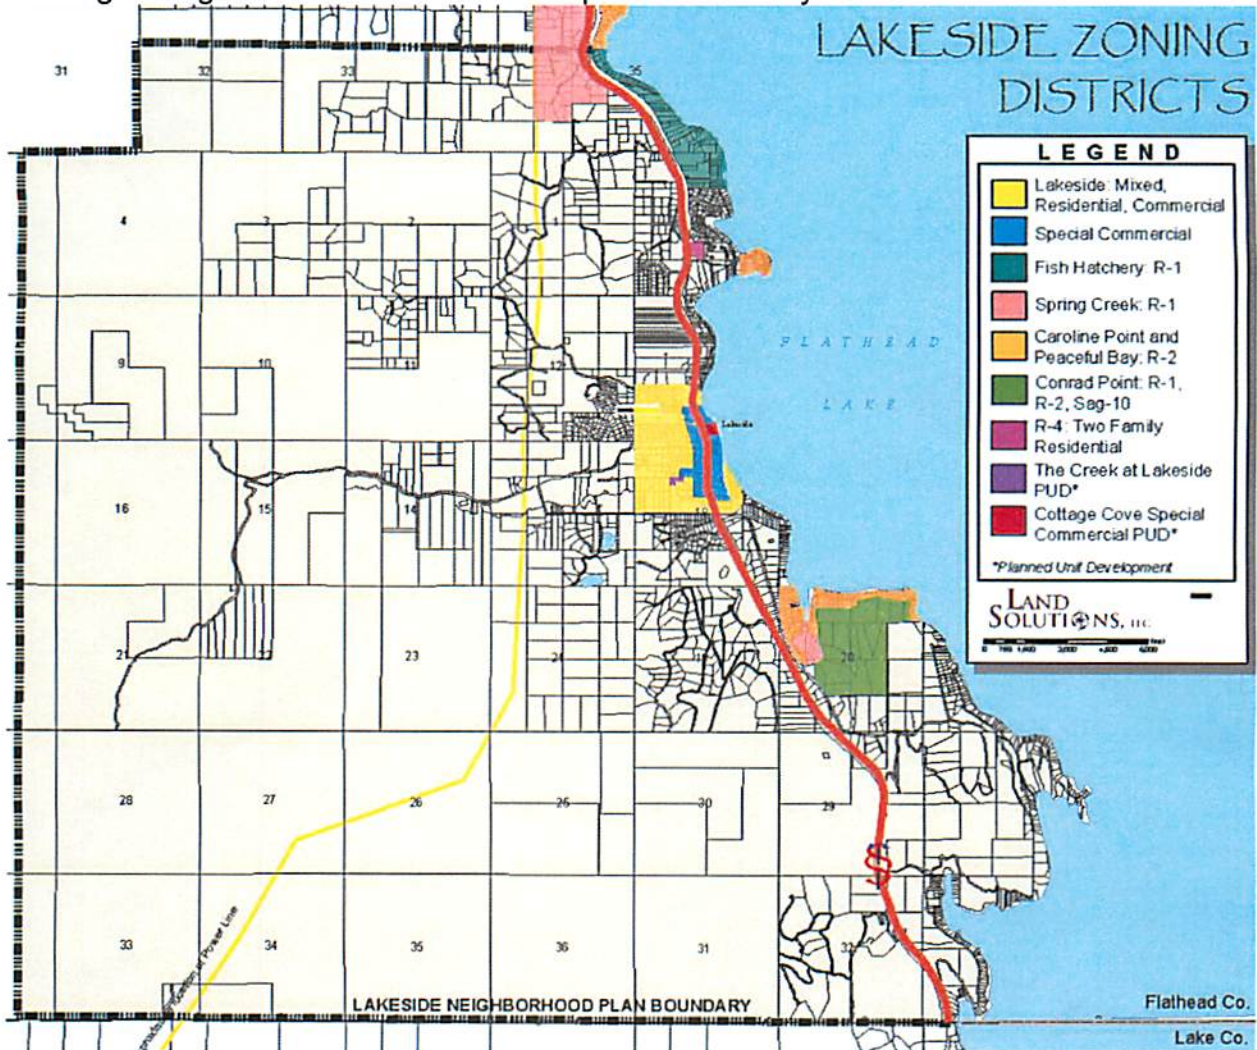 LAKESIDE ZONING
DISTRICTS
LEGEND
Lakeside: Mixed,
Residential, Commercial
Special Commercial
Fish Hatchery: R-1
Spring Creek: R-1
Caroline Point and
Peaceful Bay: R-2
Conrad Point: R-1,
R-2, Sag-10
R-4: Two Family
Residential
The Creek at Lakeside
PUD*
Cottage Cove Special
Commercial PUD*
*Planned Unit Development
LAND
SOLUTIONS, LLC
31
32
33
34
35
4
3
2
1
FLATHEAD
LAKE
9
10
11
12
Lakeside
16
15
14
21
22
23
20
28
27
26
25
30
29
33
34
35
36
31
32
Power Line
LAKESIDE NEIGHBORHOOD PLAN BOUNDARY
Flathead Co.
Lake Co.